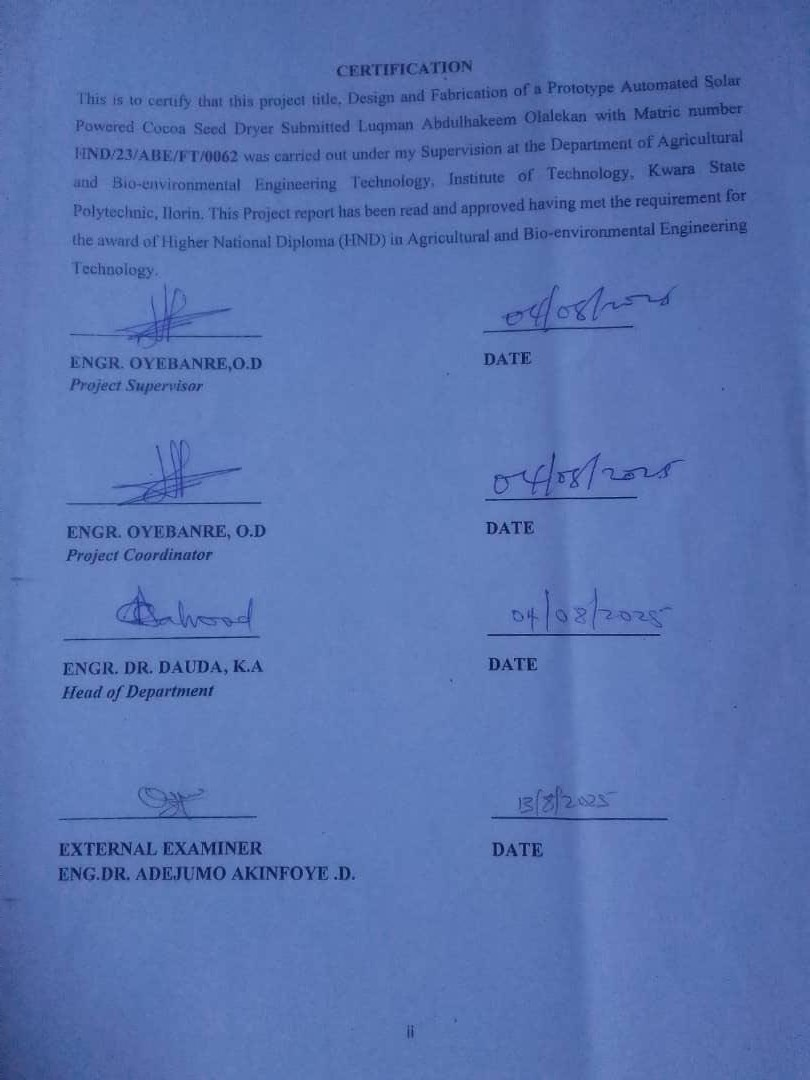 CERTIFICATION
This is to certify that this project title, Design and Fabrication of a Prototype Automated Solar
Powered Cocoa Seed Dryer Submitted Luqman Abdulhakeem Olalekan with Matric number
HND/23/ABE/FT/0062 was carried out under my Supervision at the Department of Agricultural
and Bio-environmental Engineering Technology, Institute of Technology, Kwara State
Polytechnic, Ilorin. This Project report has been read and approved having met the requirement for
the award of Higher National Diploma (HND) in Agricultural and Bio-environmental Engineering
Technology.
04/08/2025
ENGR. OYEBANRE,O.D DATE
Project Supervisor
04/08/2025
ENGR. OYEBANRE, O.D DATE
Project Coordinator
04/08/2025
ENGR. DR. DAUDA, K.A DATE
Head of Department
13/8/2025
EXTERNAL EXAMINER DATE
ENG.DR. ADEJUMO AKINFOYE .D.
ii